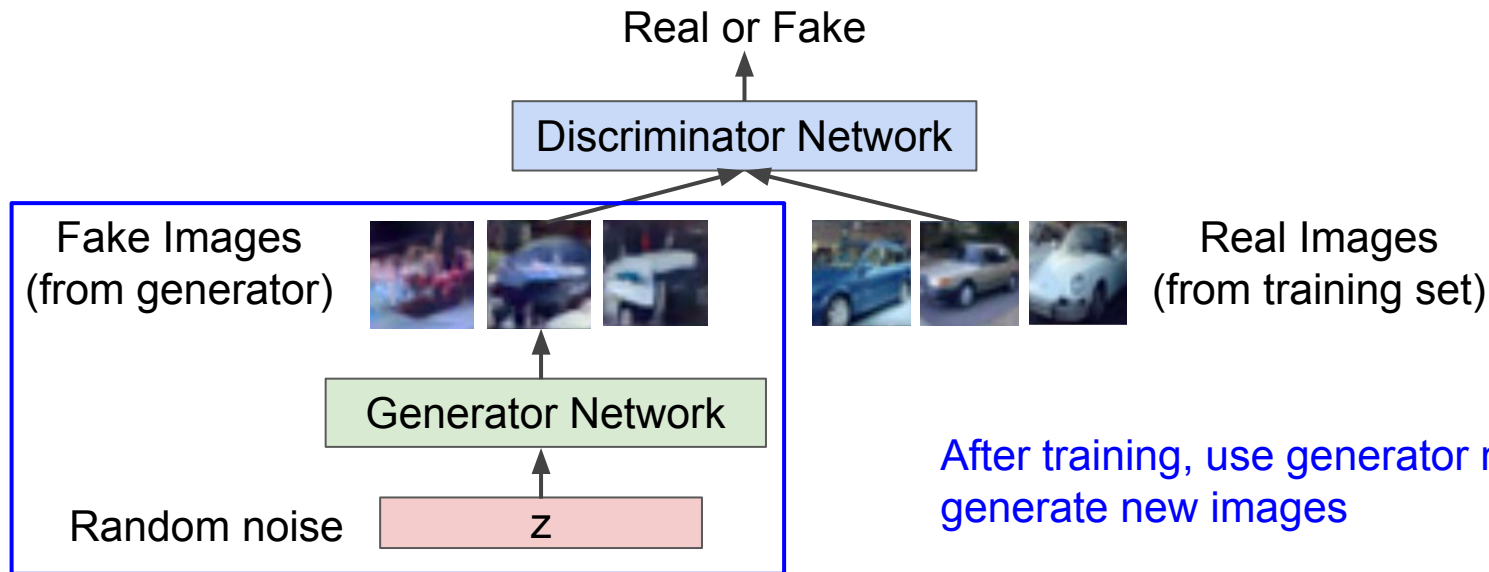 Real or Fake
Discriminator Network
Fake Images
(from generator)
Real Images
(from training set)
Generator Network
After training, use generator
generate new images
Random noise
z